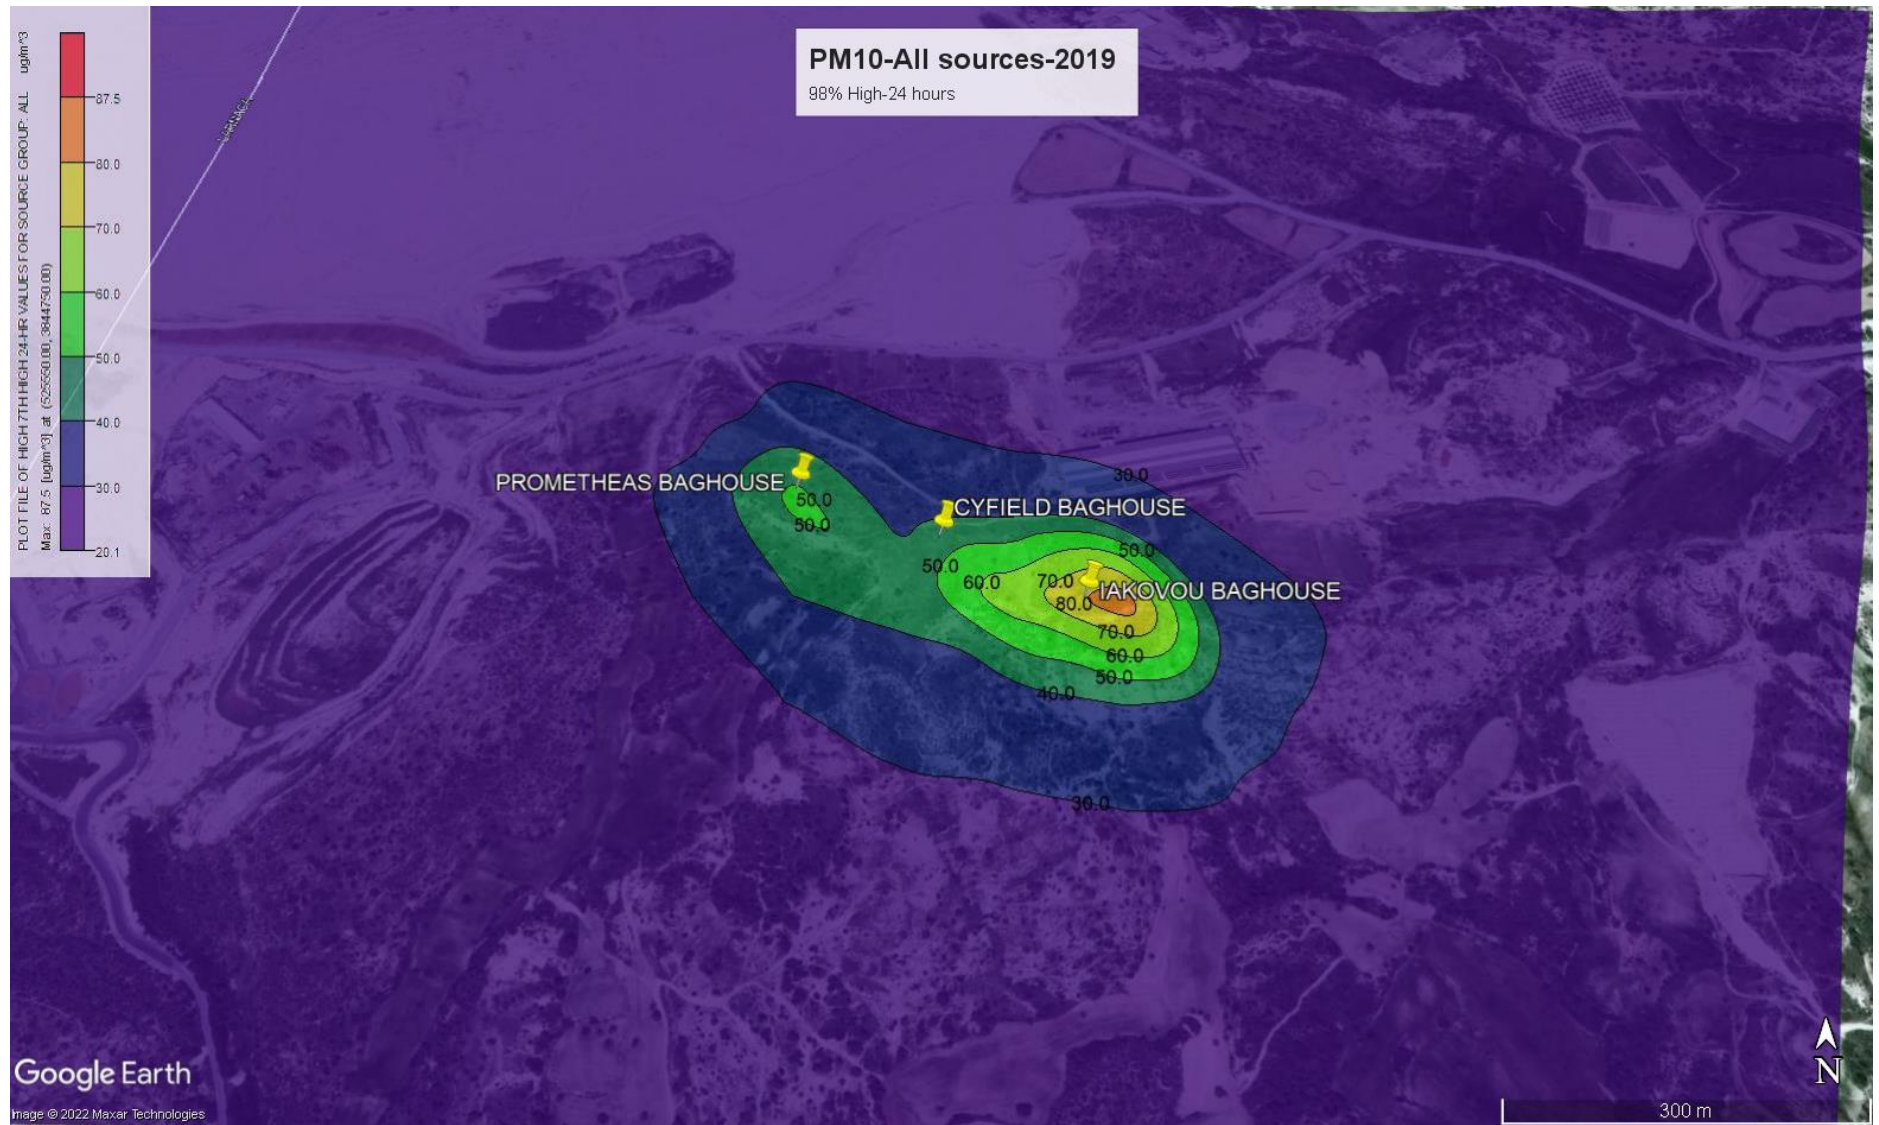 PM10-All sources-2019
98% High-24 hours
PLOT FILE OF HIGH 7TH HIGH 24-HR VALUES FOR SOURCE GROUP: ALL ug/m^3
Max: 87.5 [ug/m^3] at (525550.00, 3844750.00)
87.5
80.0
70.0
60.0
50.0
40.0
30.0
20.1
LARNACA
30.0
PROMETHEAS BAGHOUSE
50.0
CYFIELD BAGHOUSE
50.0
50.0
50.0
60.0
70.0
IAKOVOU BAGHOUSE
80.0
70.0
60.0
50.0
40.0
30.0
Google Earth
Image © 2022 Maxar Technologies
N
300 m